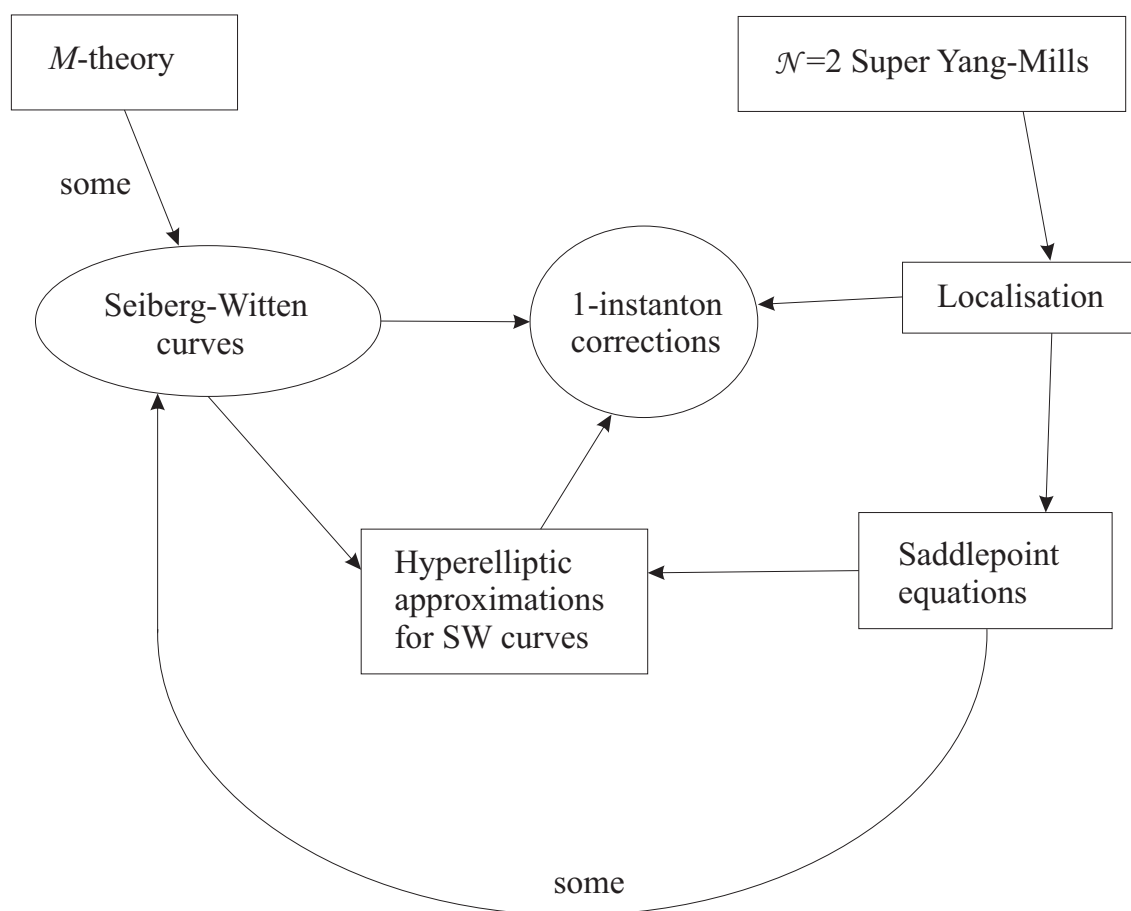 M-theory
𝒩=2 Super Yang-Mills
some
Seiberg-Witten
curves
1-instanton
corrections
Localisation
Hyperelliptic
approximations
for SW curves
Saddlepoint
equations
some